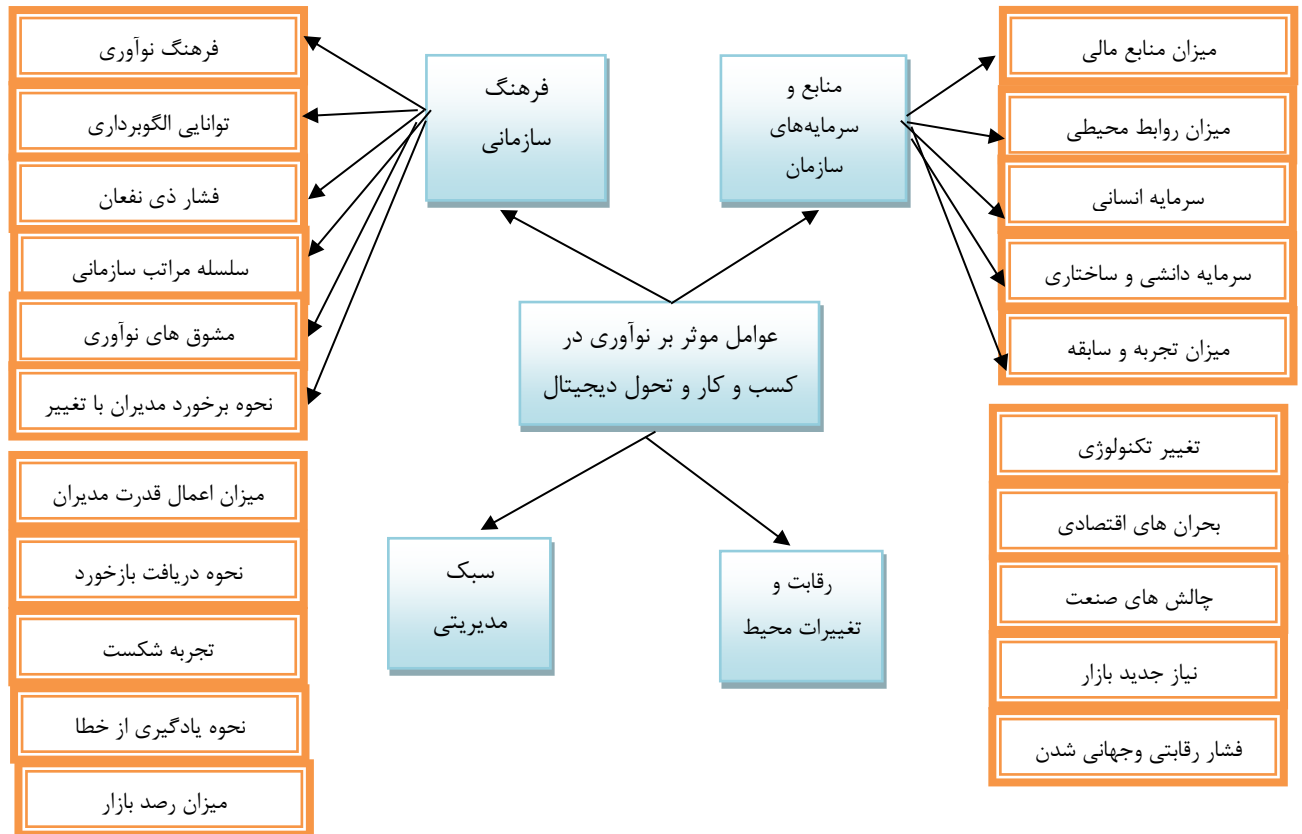 میزان منابع مالی
میزان روابط محیطی
سرمایه انسانی
سرمایه دانشی و ساختاری
میزان تجربه و سابقه
منابع و
سرمایه‌های
سازمان
فرهنگ
سازمانی
فرهنگ نوآوری
توانایی الگوبرداری
فشار ذی نفعان
سلسله مراتب سازمانی
مشوق های نوآوری
نحوه برخورد مدیران با تغییر
عوامل موثر بر نوآوری در
کسب و کار و تحول دیجیتال
تغییر تکنولوژی
بحران های اقتصادی
چالش های صنعت
نیاز جدید بازار
فشار رقابتی وجهانی شدن
رقابت و
تغییرات محیط
سبک
مدیریتی
میزان اعمال قدرت مدیران
نحوه دریافت بازخورد
تجربه شکست
نحوه یادگیری از خطا
میزان رصد بازار